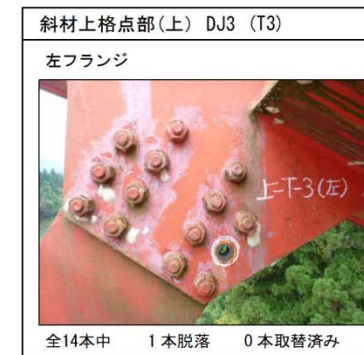 斜材上格点部(上) DJ3 (T3)
左フランジ
上-T-3(左)
全14本中 1本脱落 0本取替済み